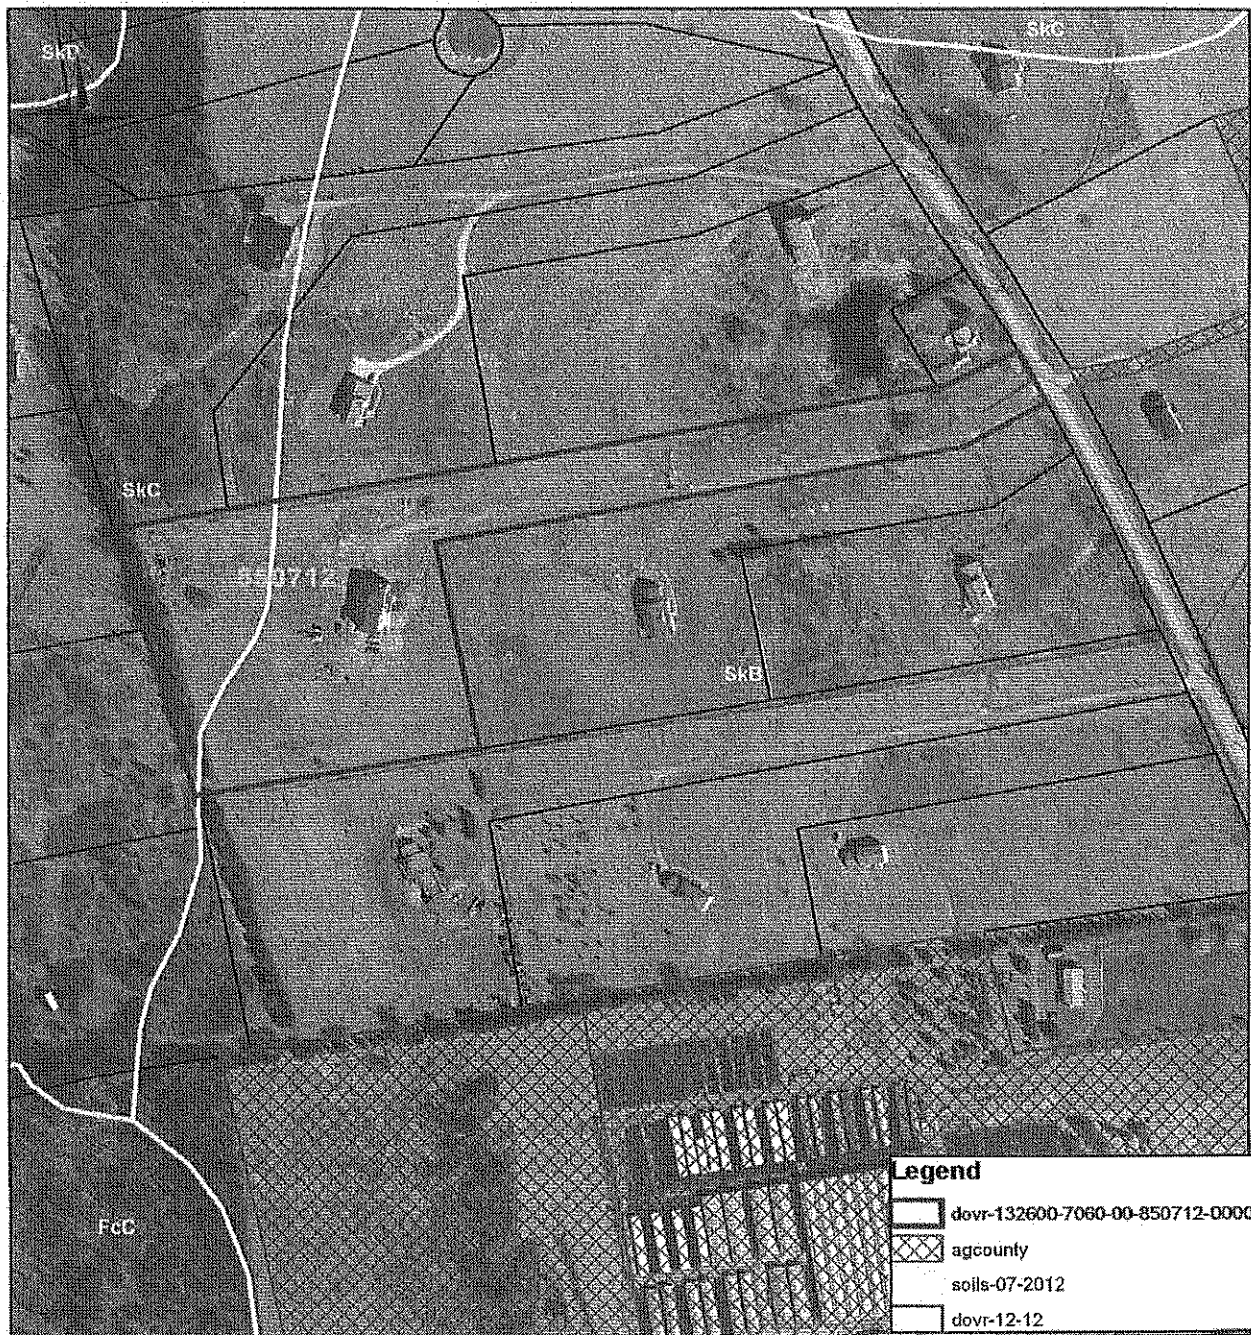 SkD
SkC
SkC
850712
SkB
FcC
Legend
dovr-132600-7060-00-850712-0000
agcounty
soils-07-2012
dovr-12-12